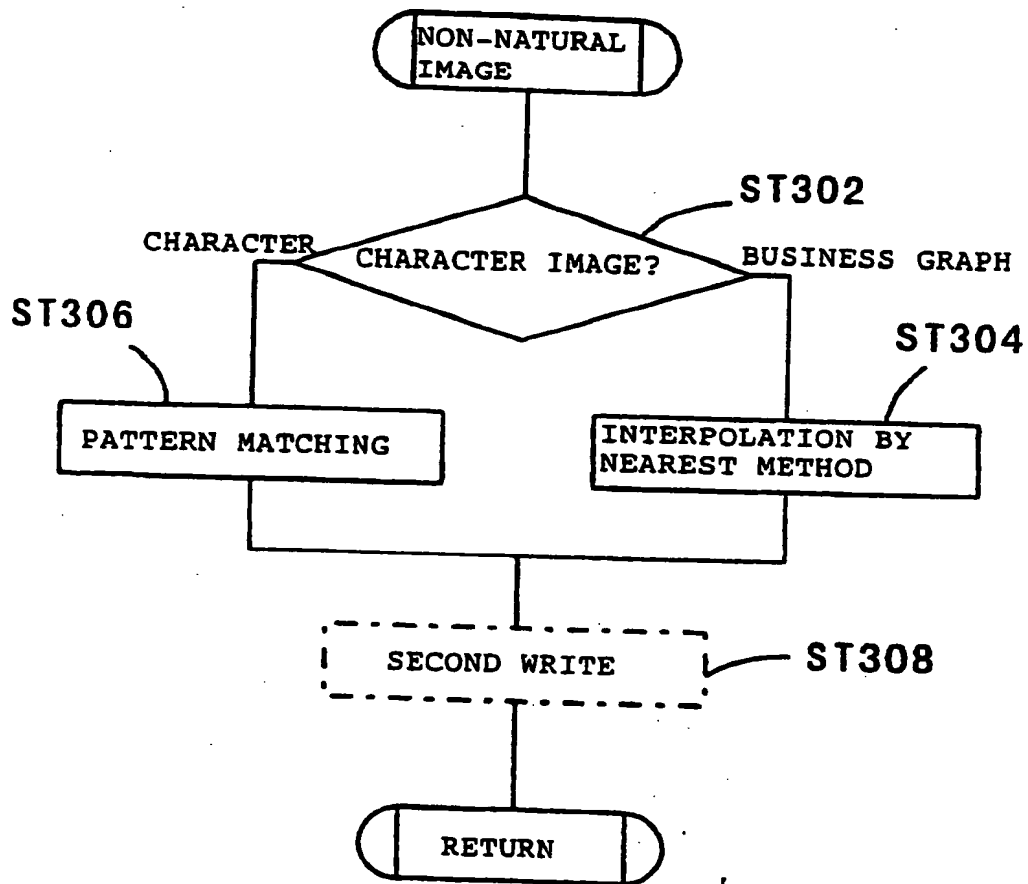 NON-NATURAL
IMAGE
ST302
CHARACTER
CHARACTER IMAGE?
BUSINESS GRAPH
ST306
ST304
PATTERN MATCHING
INTERPOLATION BY
NEAREST METHOD
SECOND WRITE
ST308
RETURN